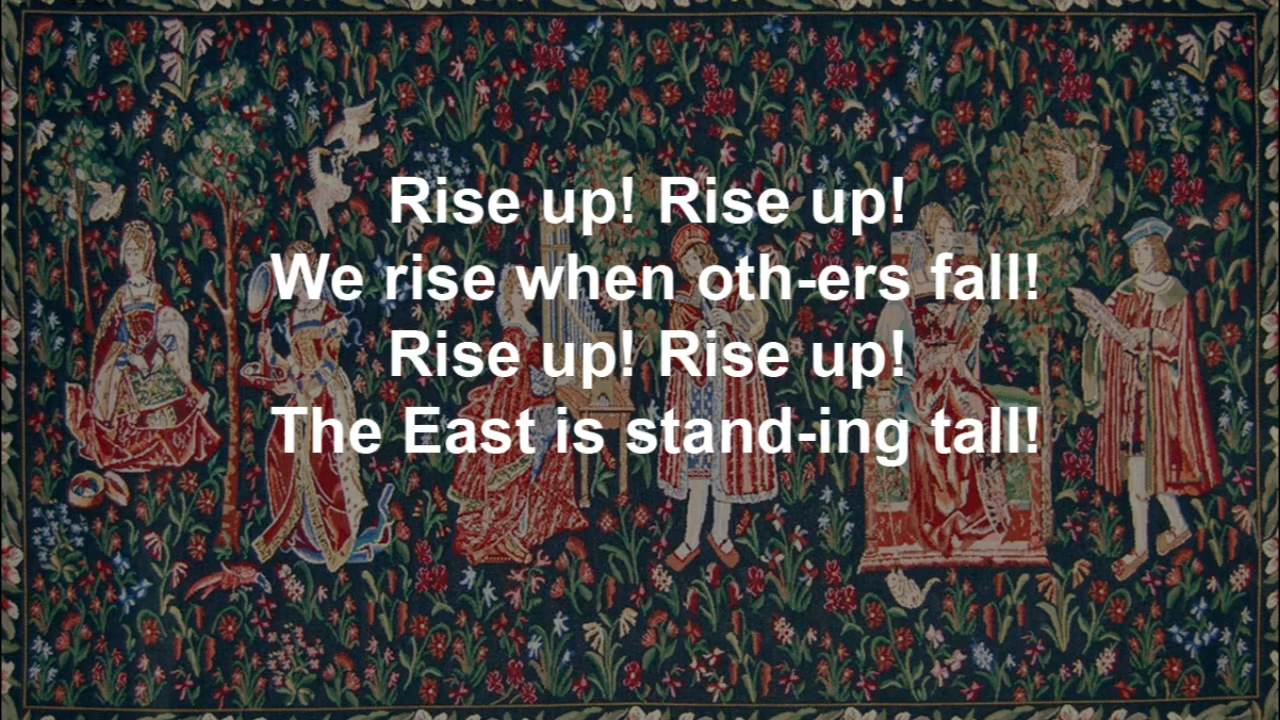 Rise up! Rise up!
We rise when oth-ers fall!
Rise up! Rise up!
The East is stand-ing tall!